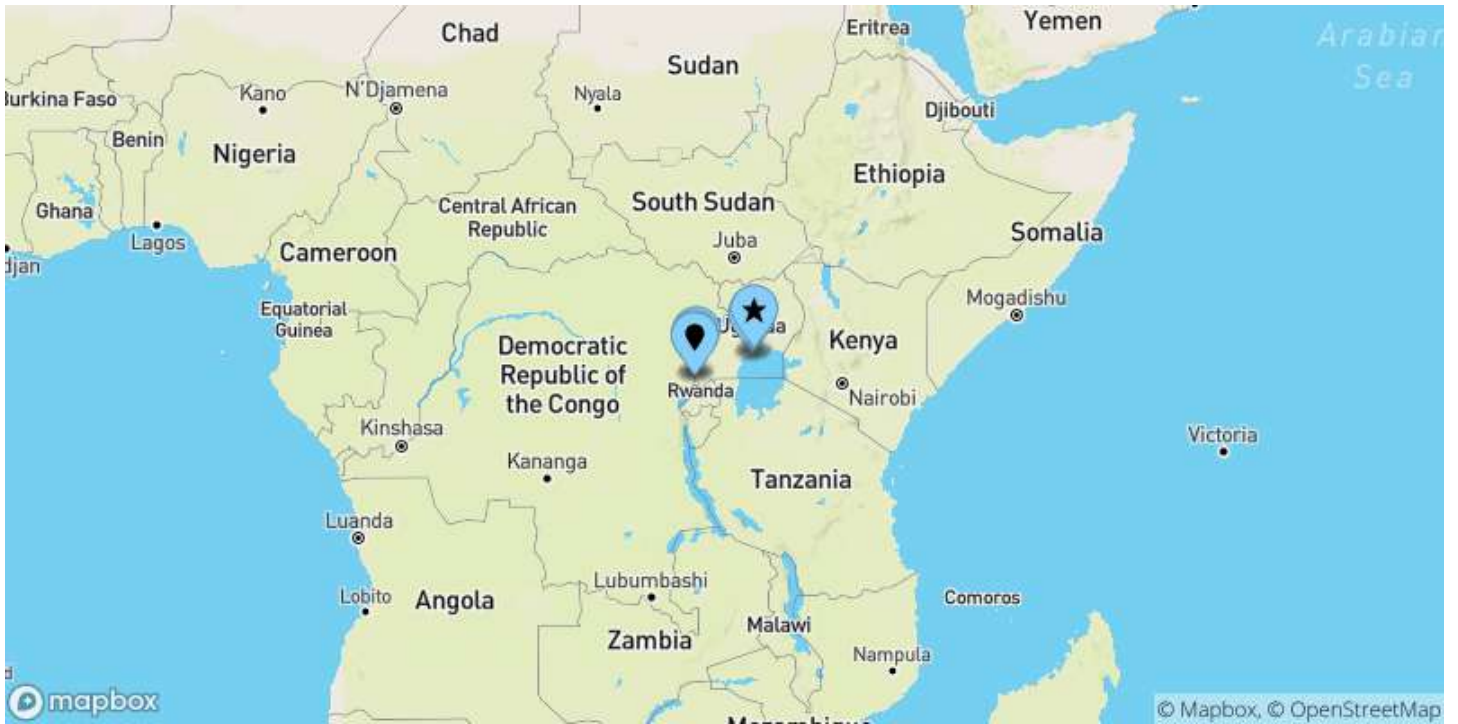 Chad
Eritrea
Yemen
Arabian
Sea
Sudan
Burkina Faso
Kano
N'Djamena
Nyala
Djibouti
Benin
Nigeria
Ethiopia
Ghana
Central African
Republic
South Sudan
Lagos
Cameroon
Juba
Somalia
djan
Equatorial
Guinea
Mogadishu
Democratic
Republic of
the Congo
Kenya
Rwanda
Nairobi
Kinshasa
Victoria
Kananga
Tanzania
Luanda
Lubumbashi
Lobito
Angola
Comoros
Zambia
Malawi
Nampula
mapbox
© Mapbox, © OpenStreetMap